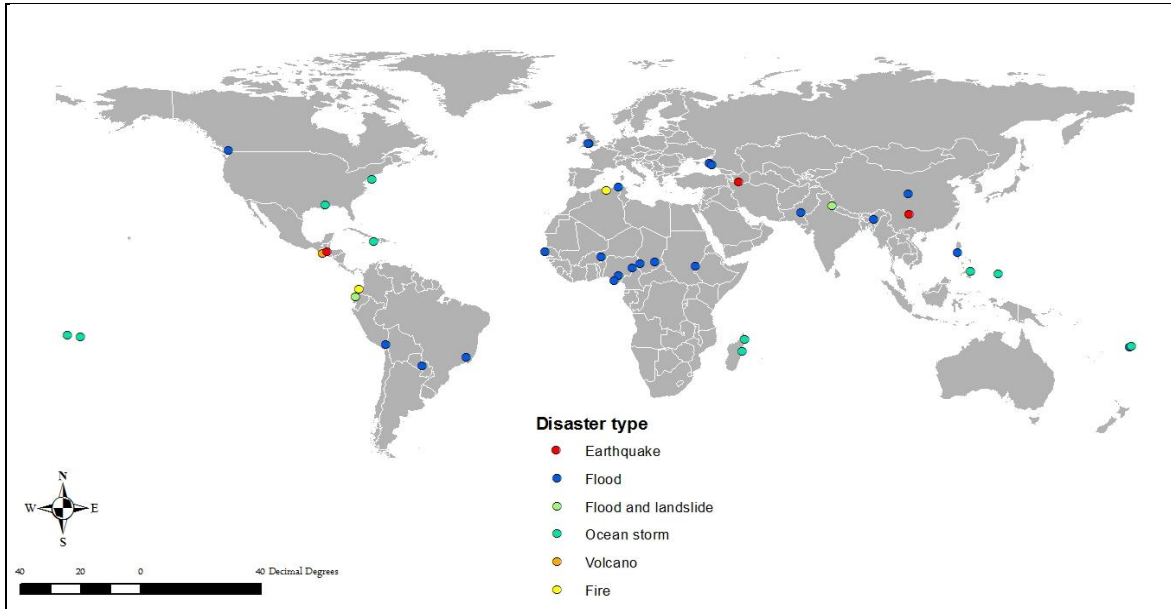 Disaster type
Earthquake
Flood
Flood and landslide
Ocean storm
Volcano
Fire
N
W E
S
40 20 0 40 Decimal Degrees